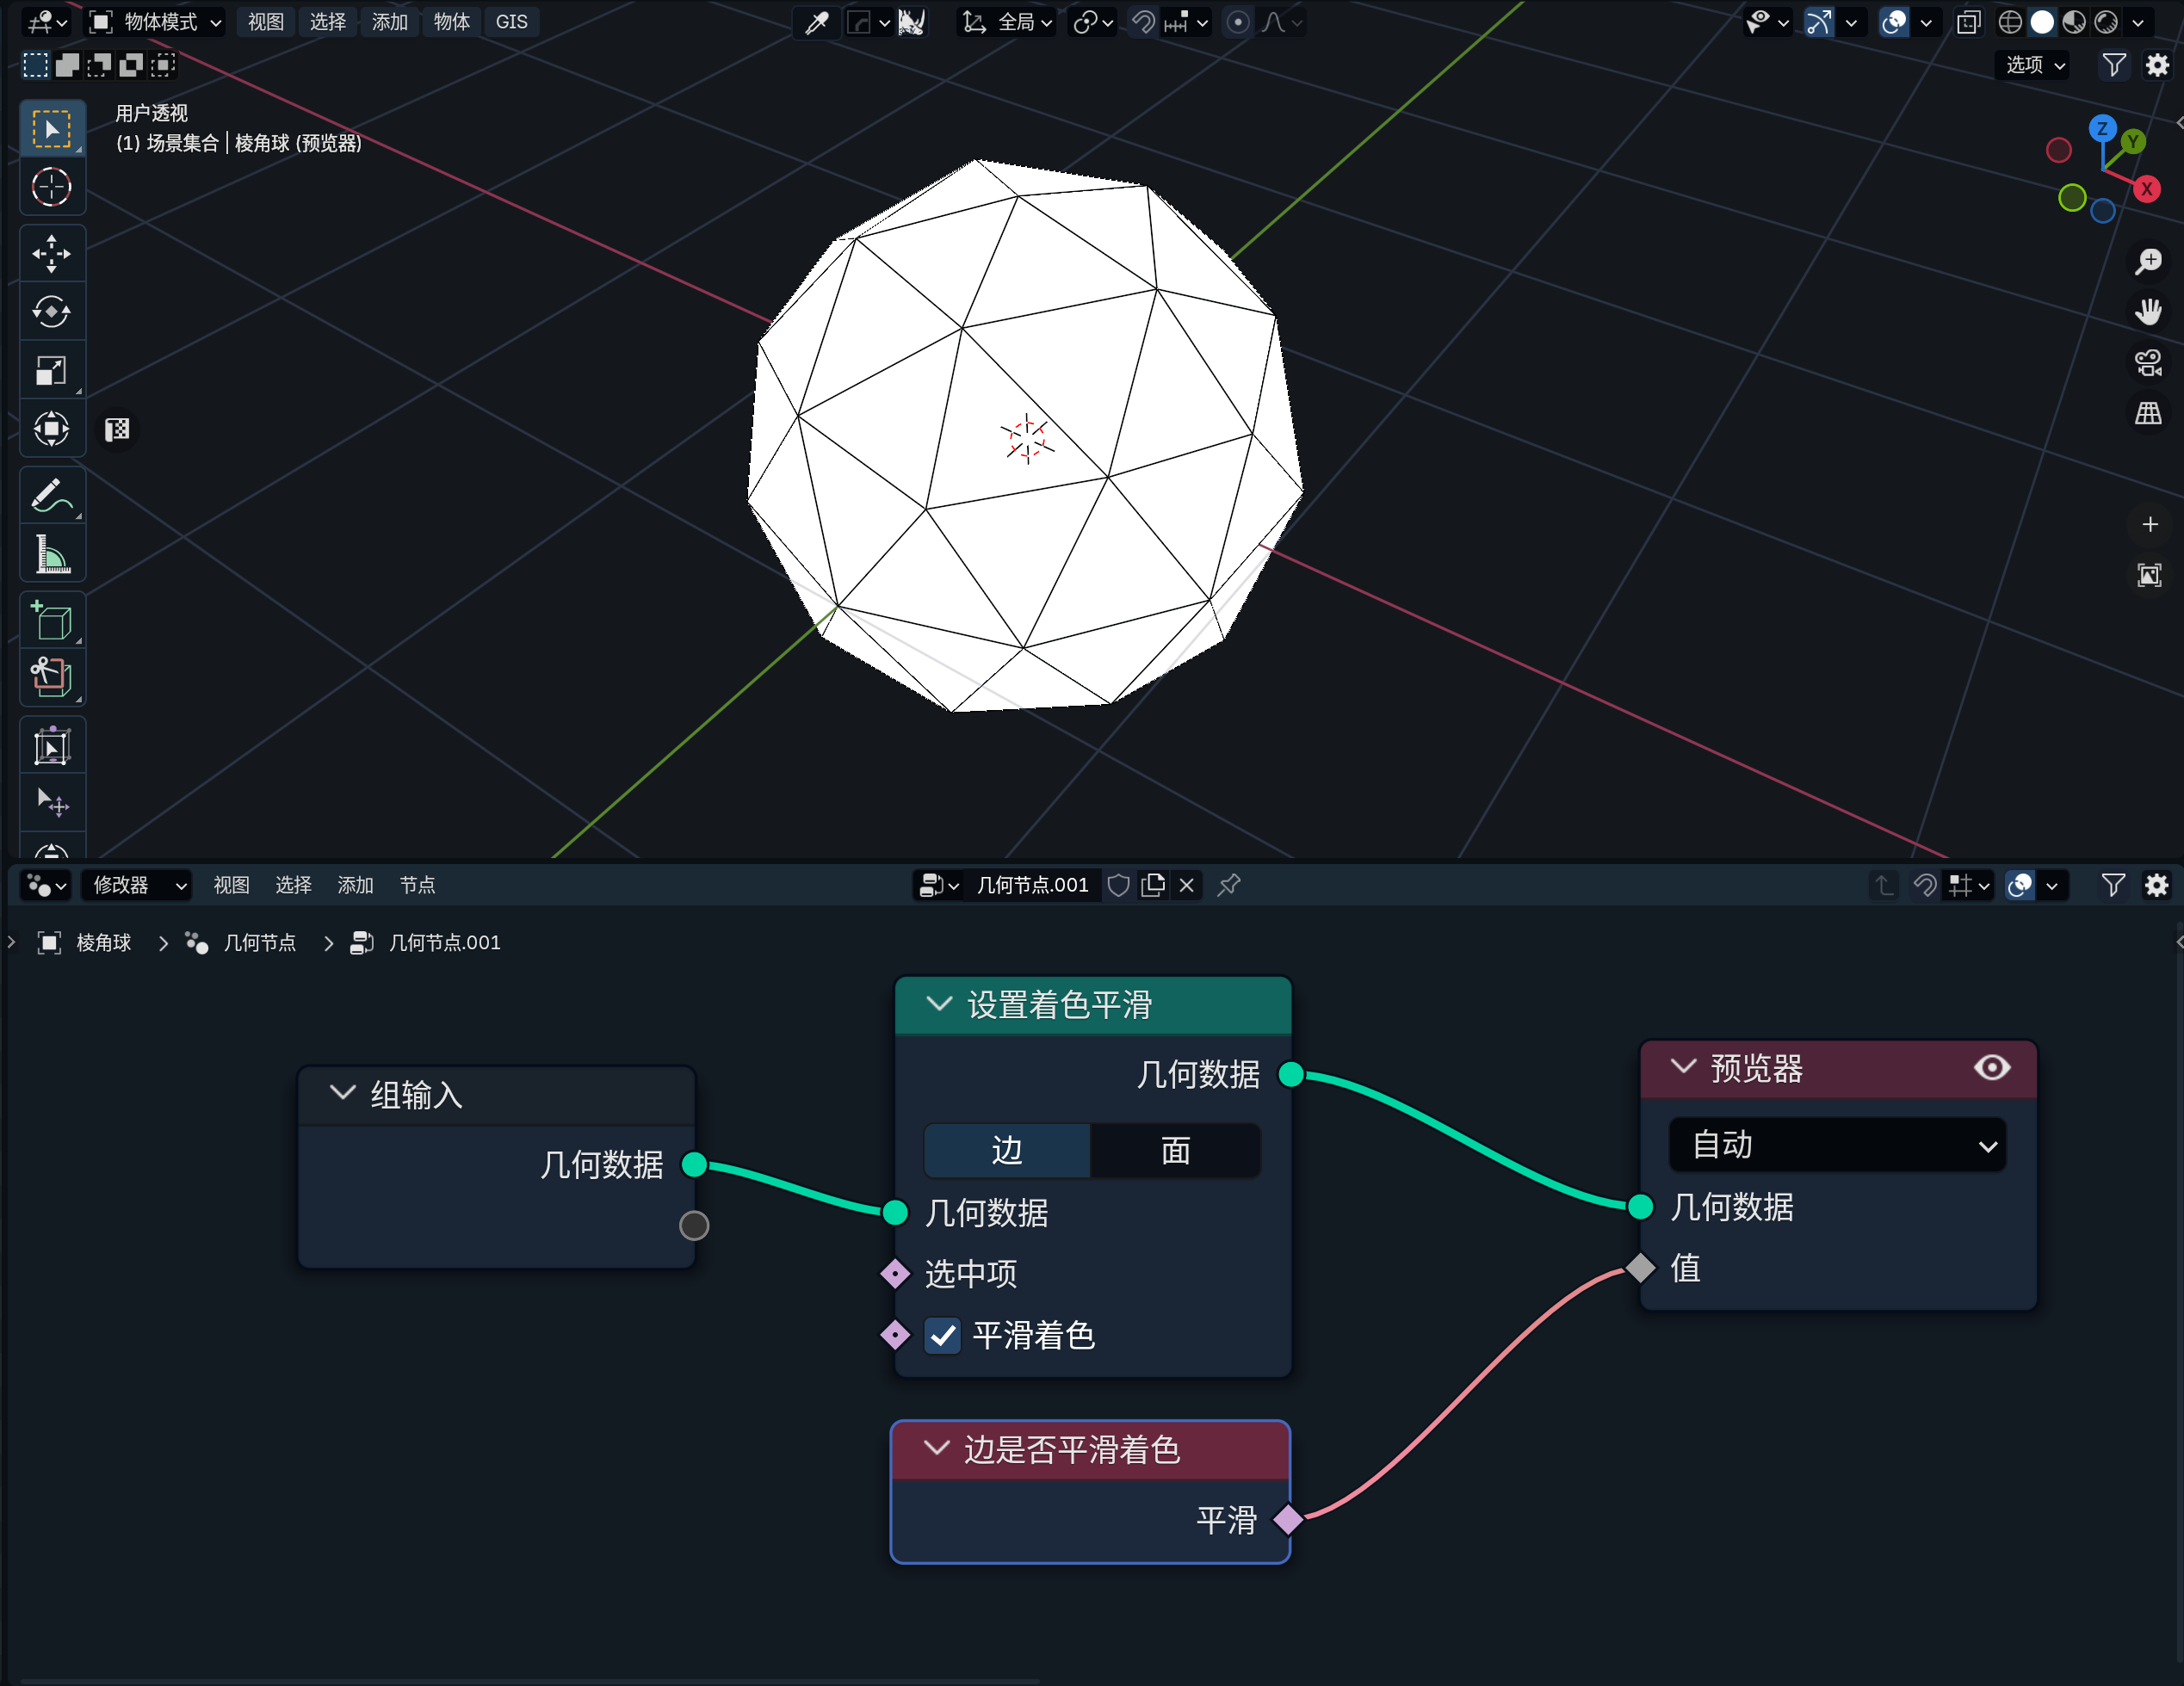 物体模式 视图 选择 添加 物体 GIS 全局
选项
用户透视
(1) 场景集合 | 棱角球 (预览器)
Z
Y
X
修改器 视图 选择 添加 节点 几何节点.001
棱角球 几何节点 几何节点.001
组输入
几何数据
设置着色平滑
几何数据
边 面
几何数据
选中项
平滑着色
边是否平滑着色
平滑
预览器
自动
几何数据
值